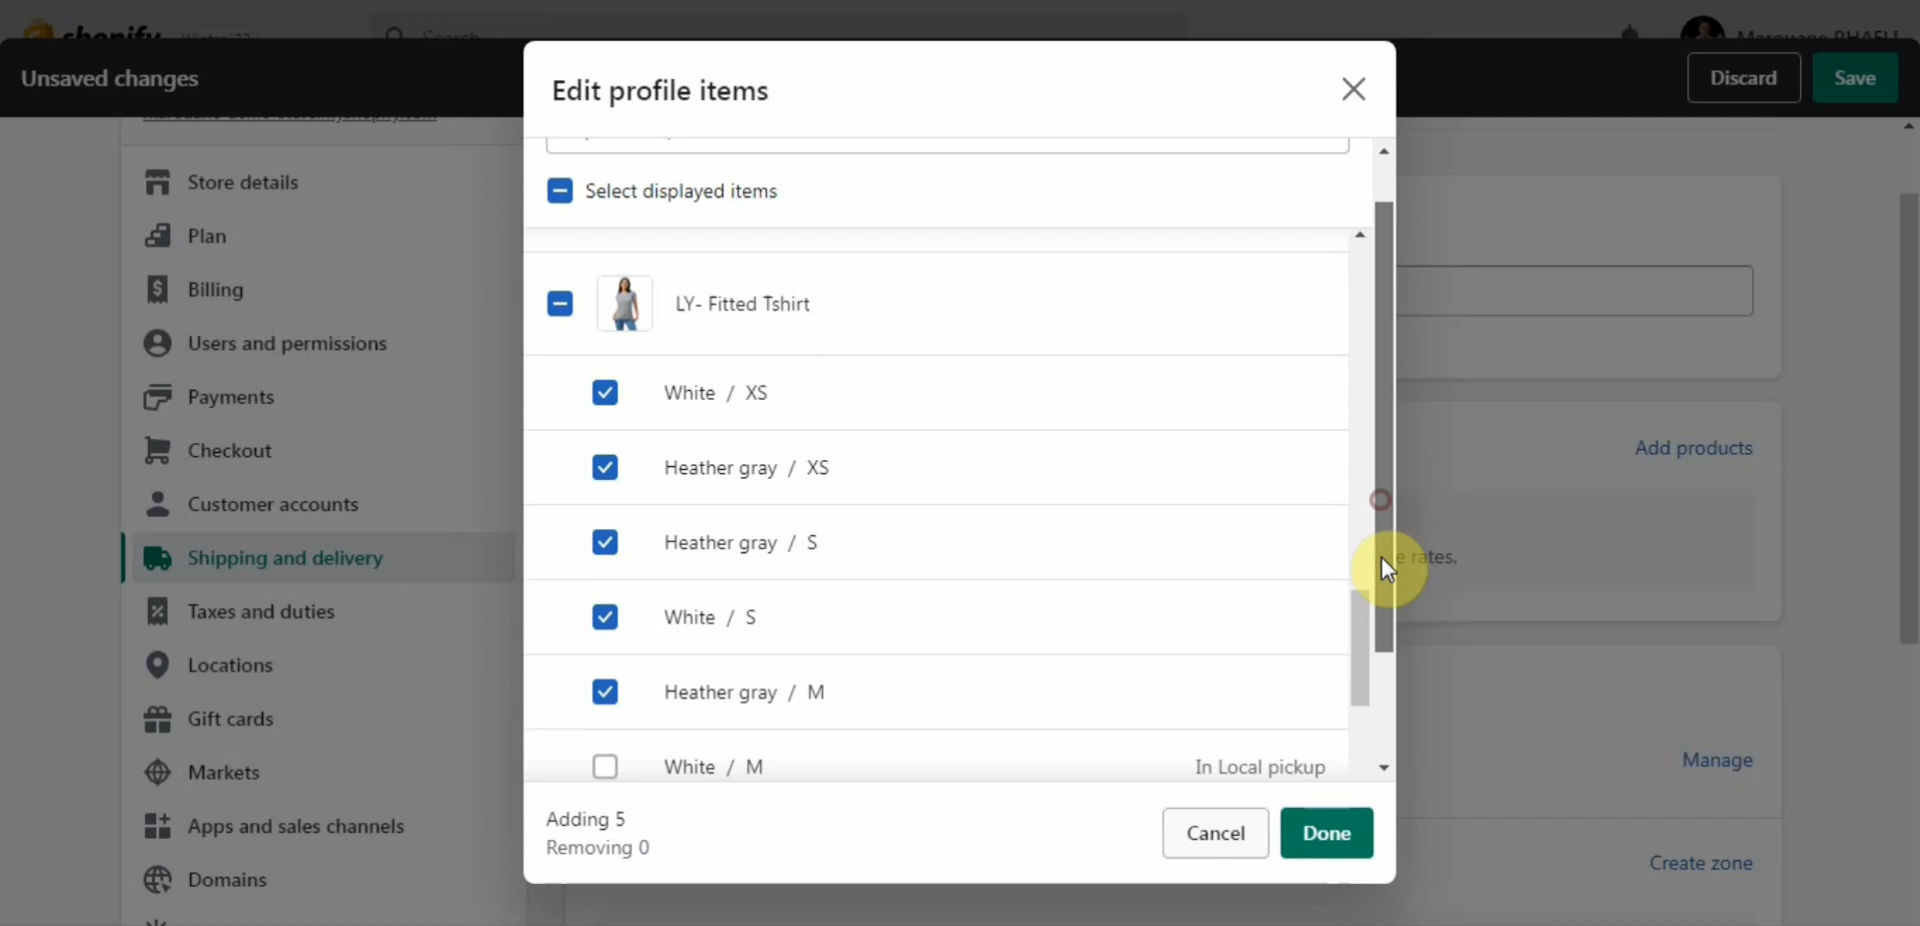 shopify
Search
Unsaved changes
Edit profile items
Discard
Save
Store details
Select displayed items
Plan
Billing
LY- Fitted Tshirt
Users and permissions
Payments
White / XS
Checkout
Add products
Heather gray / XS
Customer accounts
Heather gray / S
Shipping and delivery
rates.
Taxes and duties
White / S
Locations
Heather gray / M
Gift cards
Markets
White / M
In Local pickup
Manage
Apps and sales channels
Adding 5
Removing 0
Cancel
Done
Create zone
Domains